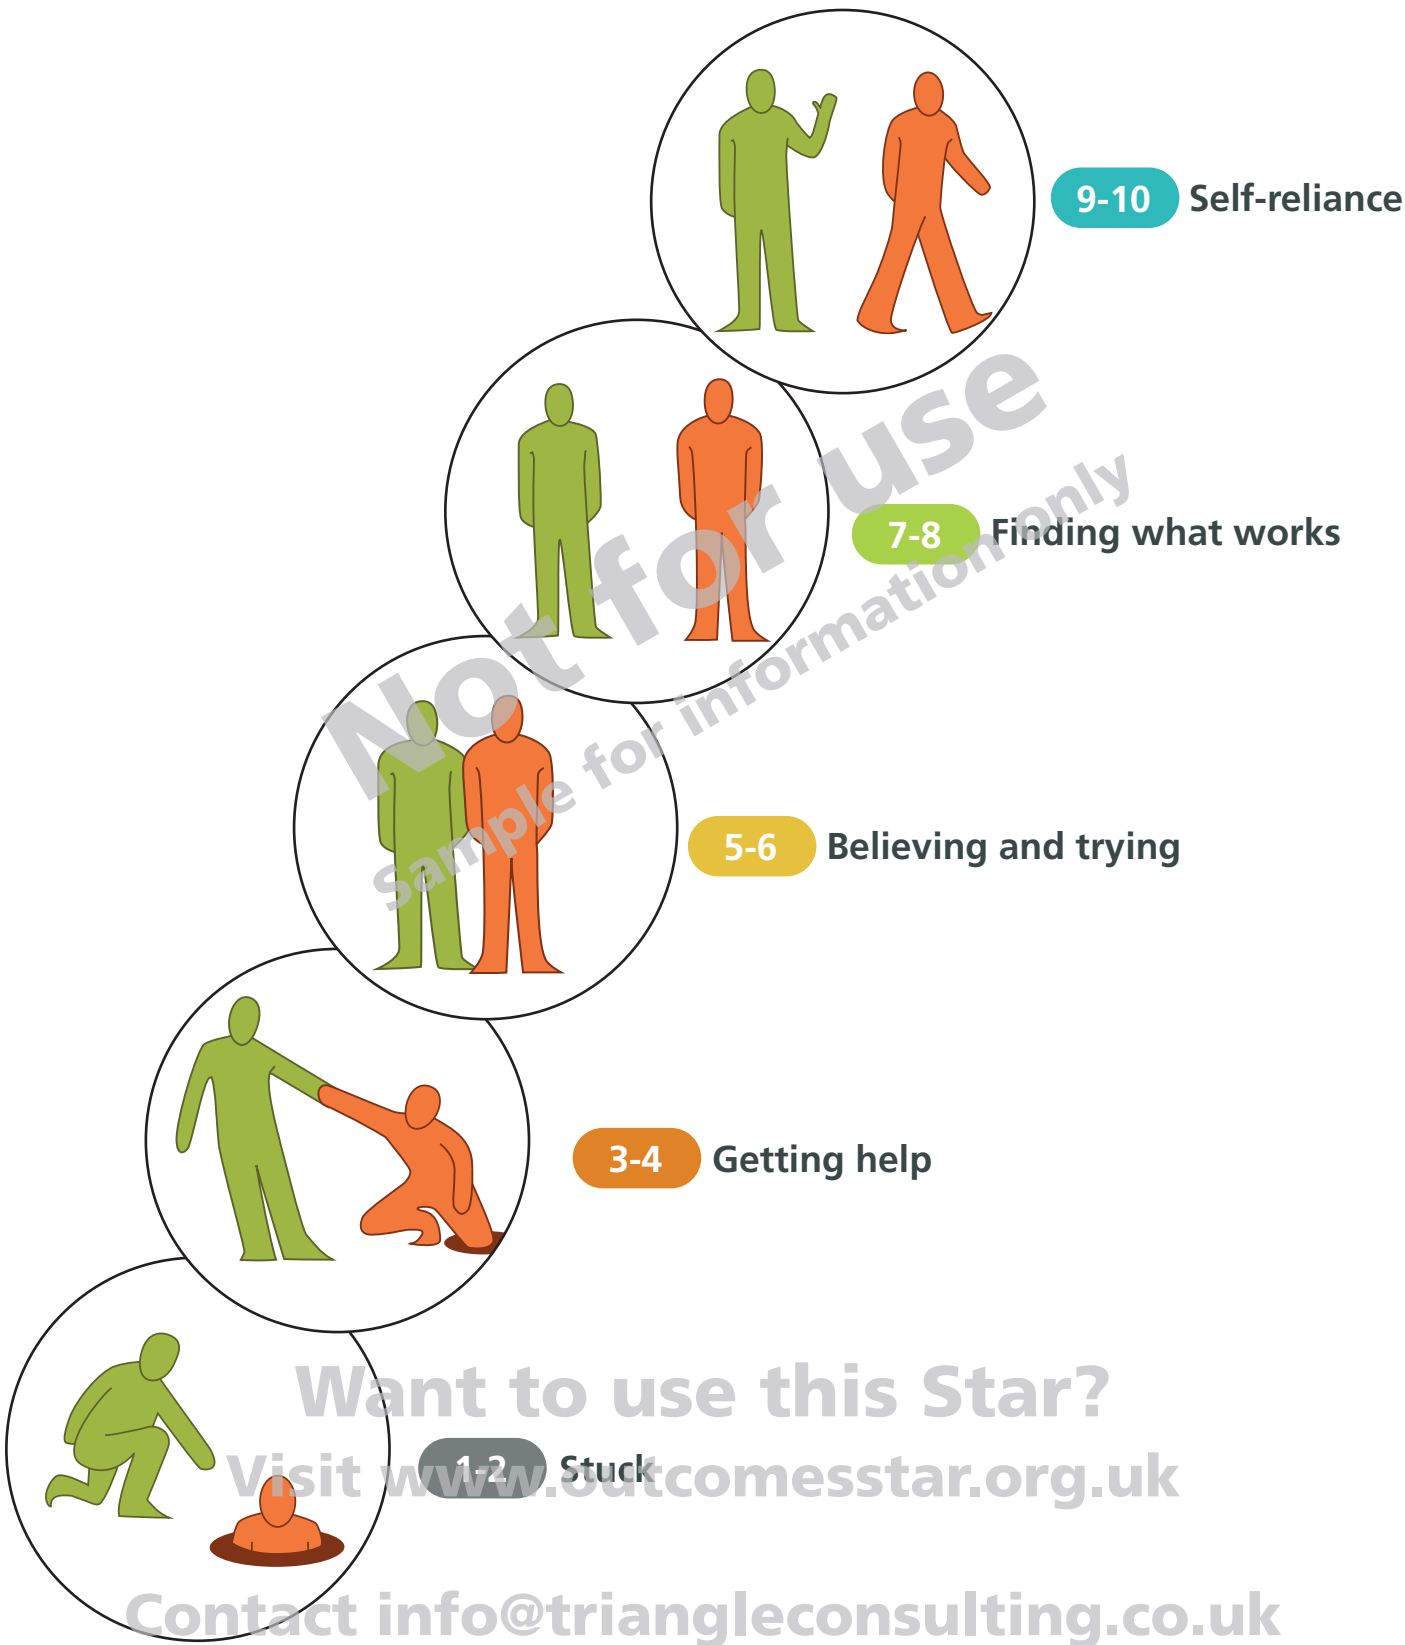 9-10 Self-reliance
Not for use
sample for information only
7-8 Finding what works
5-6 Believing and trying
3-4 Getting help
Want to use this Star?
1-2 Stuck
Visit www.outcomesstar.org.uk
Contact info@triangleconsulting.co.uk